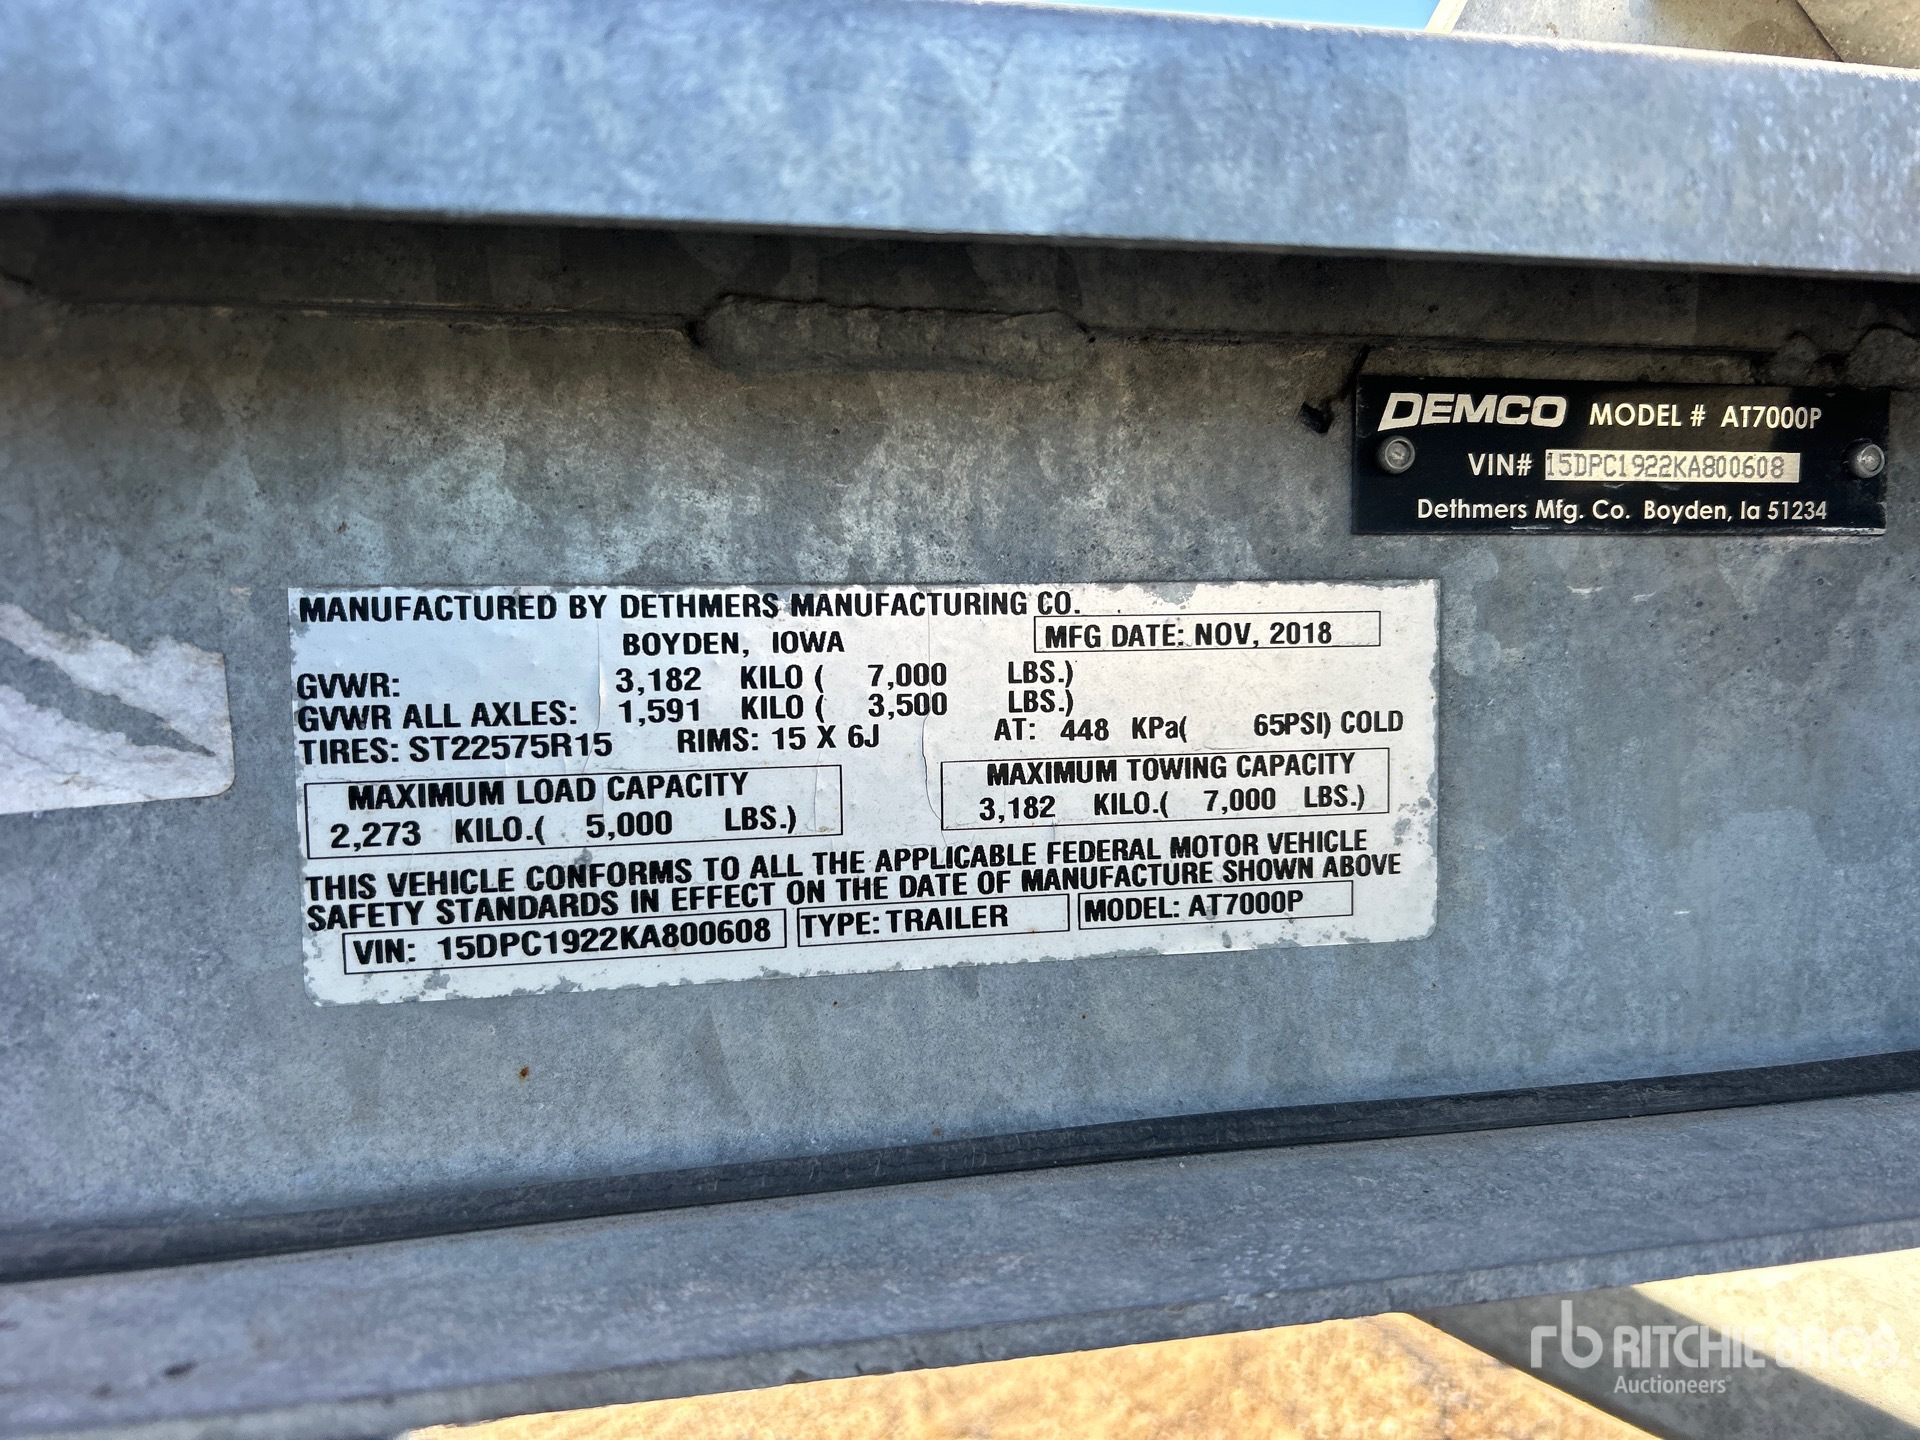 DEMCO MODEL # AT7000P
VIN# 15DPC1922KA800608
Dethmers Mfg. Co. Boyden, Ia 51234
MANUFACTURED BY DETHMERS MANUFACTURING CO.
BOYDEN, IOWA MFG DATE: NOV, 2018
GVWR: 3,182 KILO ( 7,000 LBS.)
GVWR ALL AXLES: 1,591 KILO ( 3,500 LBS.)
TIRES: ST22575R15 RIMS: 15 X 6J AT: 448 KPa( 65PSI) COLD
MAXIMUM LOAD CAPACITY
2,273 KILO.( 5,000 LBS.)
MAXIMUM TOWING CAPACITY
3,182 KILO.( 7,000 LBS.)
THIS VEHICLE CONFORMS TO ALL THE APPLICABLE FEDERAL MOTOR VEHICLE
SAFETY STANDARDS IN EFFECT ON THE DATE OF MANUFACTURE SHOWN ABOVE
VIN: 15DPC1922KA800608 TYPE: TRAILER MODEL: AT7000P
rb RITCHIE BROS.
Auctioneers